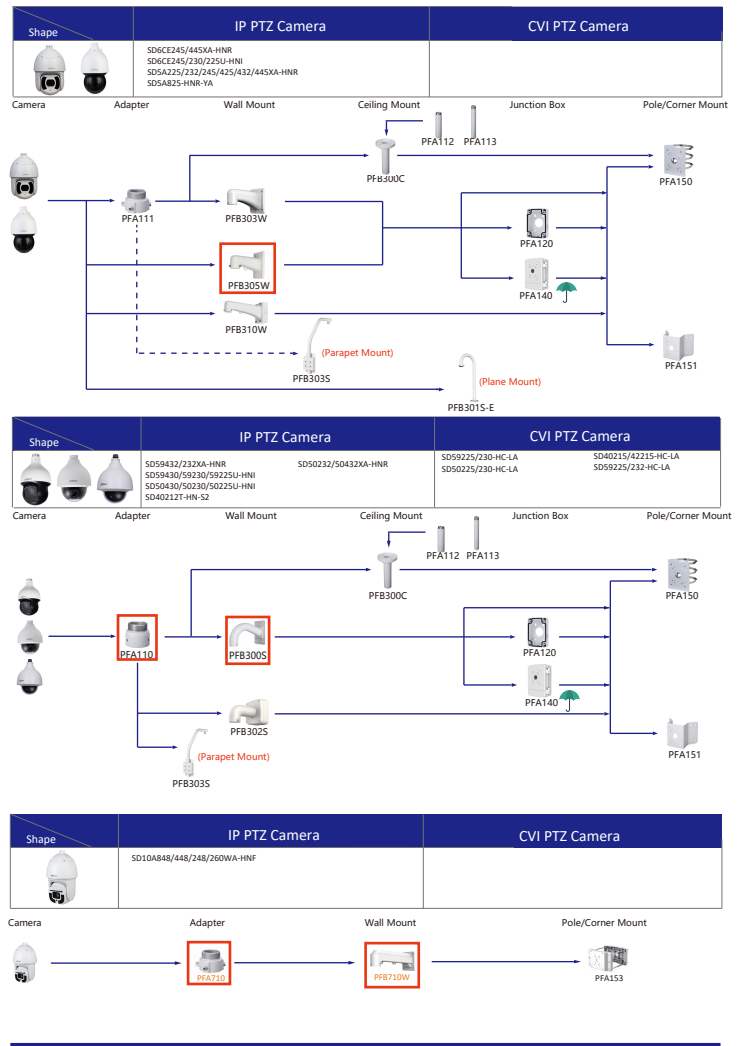 Shape
IP PTZ Camera
CVI PTZ Camera
SD6CE245/445XA-HNR
SD6CE245/230/225U-HNI
SD5A225/232/245/425/432/445XA-HNR
SD5A825-HNR-YA
Camera Adapter Wall Mount Ceiling Mount Junction Box Pole/Corner Mount
PFA112 PFA113
PFB300C
PFA150
PFA111
PFB303W
PFA120
PFB305W
PFA140
PFB310W
(Parapet Mount)
PFA151
PFB303S
(Plane Mount)
PFB301S-E
Shape
IP PTZ Camera
CVI PTZ Camera
SD59432/232XA-HNR SD50232/50432XA-HNR
SD59430/59230/59225U-HNI
SD50430/50230/50225U-HNI
SD40212T-HN-S2
SD59225/230-HC-LA SD40215/42215-HC-LA
SD50225/230-HC-LA SD59225/232-HC-LA
Camera Adapter Wall Mount Ceiling Mount Junction Box Pole/Corner Mount
PFA112 PFA113
PFB300C
PFA150
PFA110
PFB300S
PFA120
PFA140
PFB302S
(Parapet Mount)
PFA151
PFB303S
Shape
IP PTZ Camera
CVI PTZ Camera
SD10A848/448/248/260WA-HNF
Camera Adapter Wall Mount Pole/Corner Mount
PFA710
PFB710W
PFA153